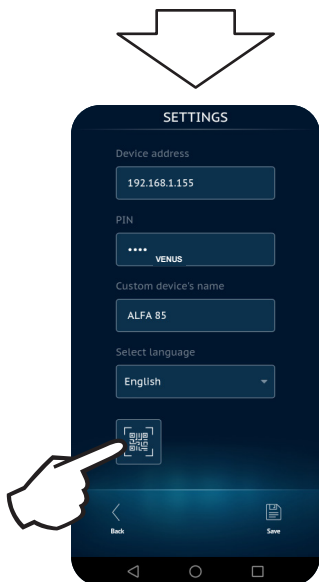 SETTINGS
Device address
192.168.1.155
PIN
••••
VENUS
Custom device's name
ALFA 85
Select language
English
Back Save